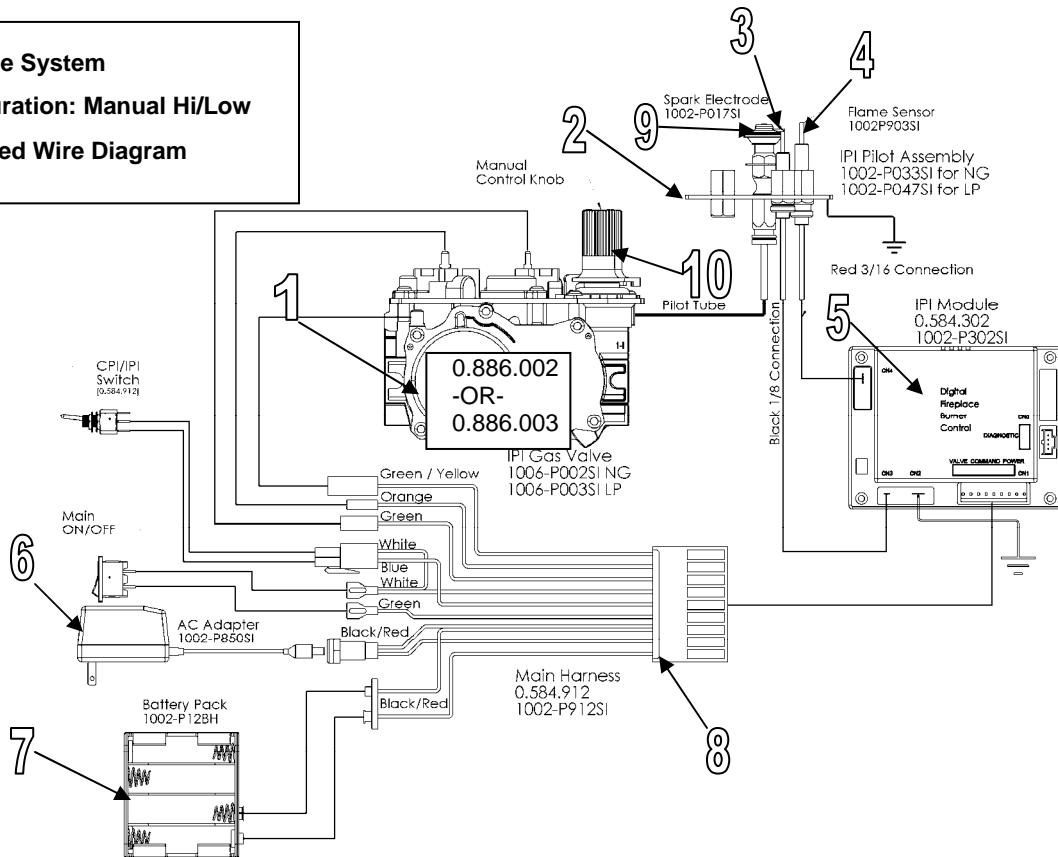 e System
uration: Manual Hi/Low
ed Wire Diagram
3
4
Spark Electrode
1002-P017SI
9
Flame Sensor
1002P903SI
2
IPI Pilot Assembly
1002-P033SI for NG
1002-P047SI for LP
Manual
Control Knob
10
Red 3/16 Connection
Pilot Tube
1
5
IPI Module
0.584.302
1002-P302SI
Black 1/8 Connection
CN4
Digital
Fireplace
Burner
Control
DIAGNOSTIC
VALVE COMMAND POWER
CN3
CN2
CN1
0.886.002
-OR-
0.886.003
1-I
IPI Gas Valve
1006-P002SI NG
1006-P003SI LP
CPI/IPI
Switch
[0.584.912]
Green / Yellow
Orange
Green
White
Blue
White
Green
Black/Red
Main
ON/OFF
6
AC Adapter
1002-P850SI
Main Harness
0.584.912
1002-P912SI
8
Black/Red
Battery Pack
1002-P12BH
7